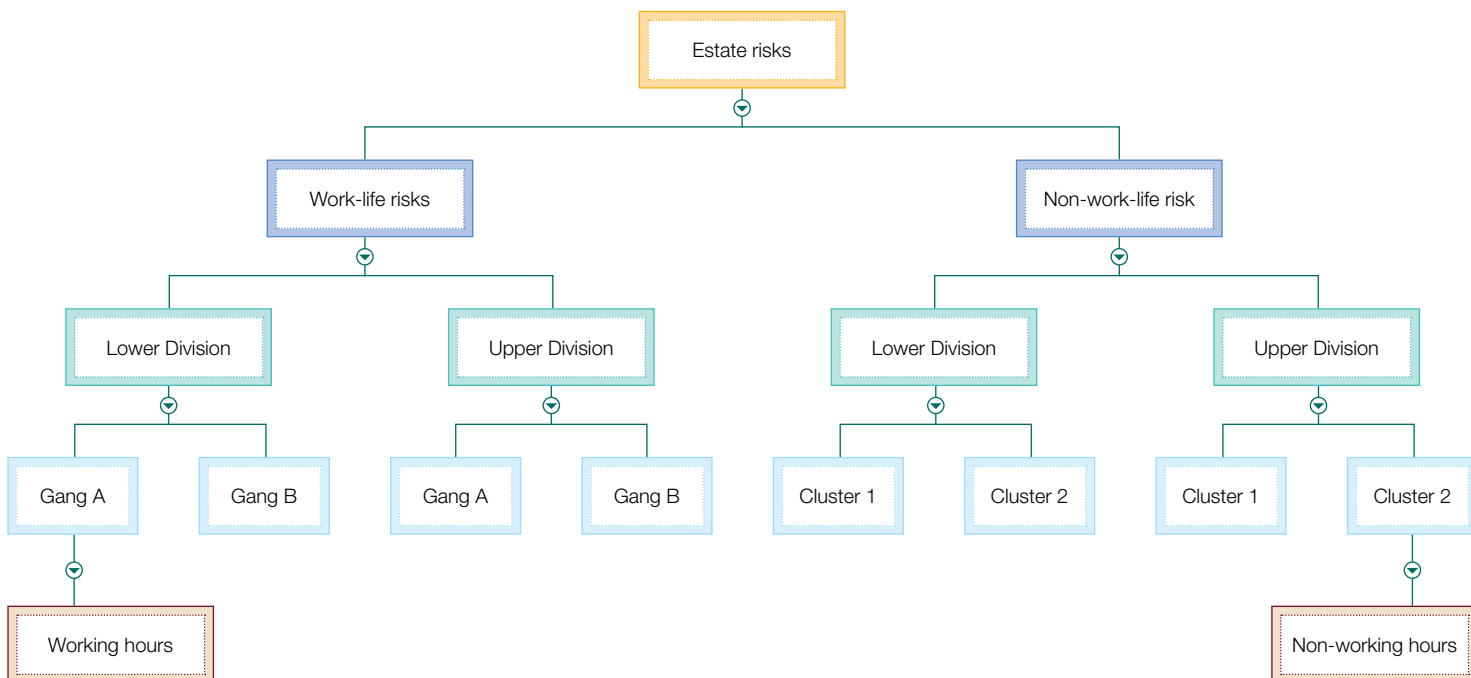 Estate risks
Work-life risks
Non-work-life risk
Lower Division
Upper Division
Lower Division
Upper Division
Gang A
Gang B
Gang A
Gang B
Cluster 1
Cluster 2
Cluster 1
Cluster 2
Working hours
Non-working hours